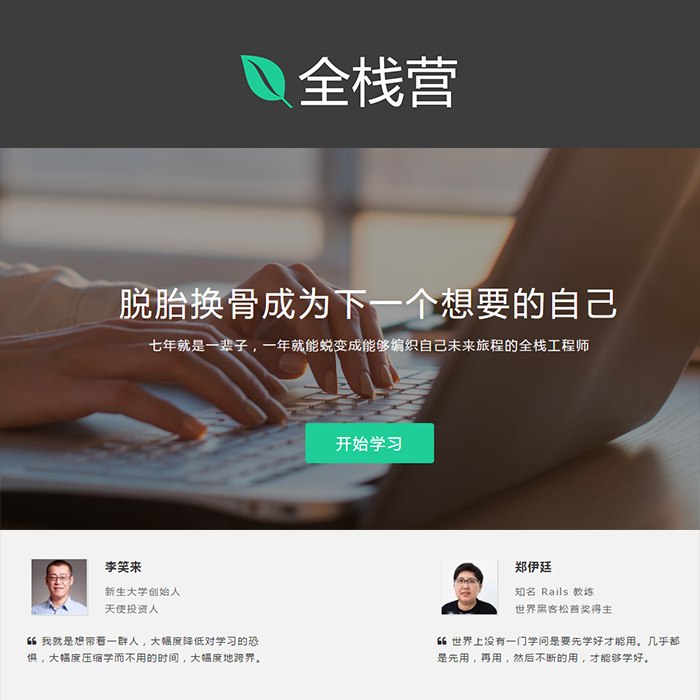 全栈营
脱胎换骨成为下一个想要的自己
七年就是一辈子，一年就能蜕变成能够编织自己未来旅程的全栈工程师
开始学习
李笑来
新生大学创始人
天使投资人
❝ 我就是想带着一群人，大幅度降低对学习的恐
惧，大幅度压缩学而不用的时间，大幅度地跨界。
郑伊廷
知名 Rails 教练
世界黑客松首奖得主
❝ 世界上没有一门学问是要先学好才能用。几乎都
是先用，再用，然后不断的用，才能够学好。